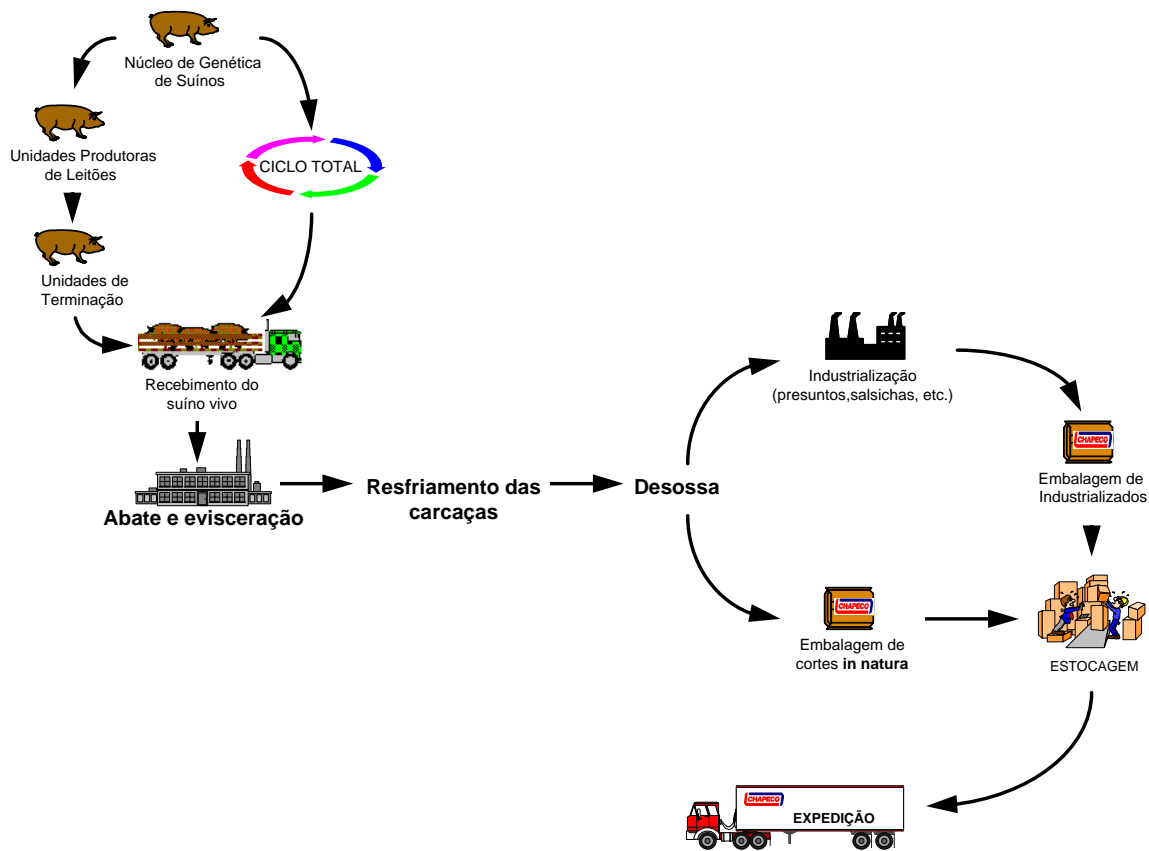 Núcleo de Genética
de Suínos
Unidades Produtoras
de Leitões
CICLO TOTAL
Unidades de
Terminação
Recebimento do
suíno vivo
Abate e evisceração
Resfriamento das
carcaças
Desossa
Industrialização
(presuntos,salsichas, etc.)
CHAPECO
Embalagem de
Industrializados
CHAPECO
Embalagem de
cortes in natura
ESTOCAGEM
CHAPECO
EXPEDIÇÃO